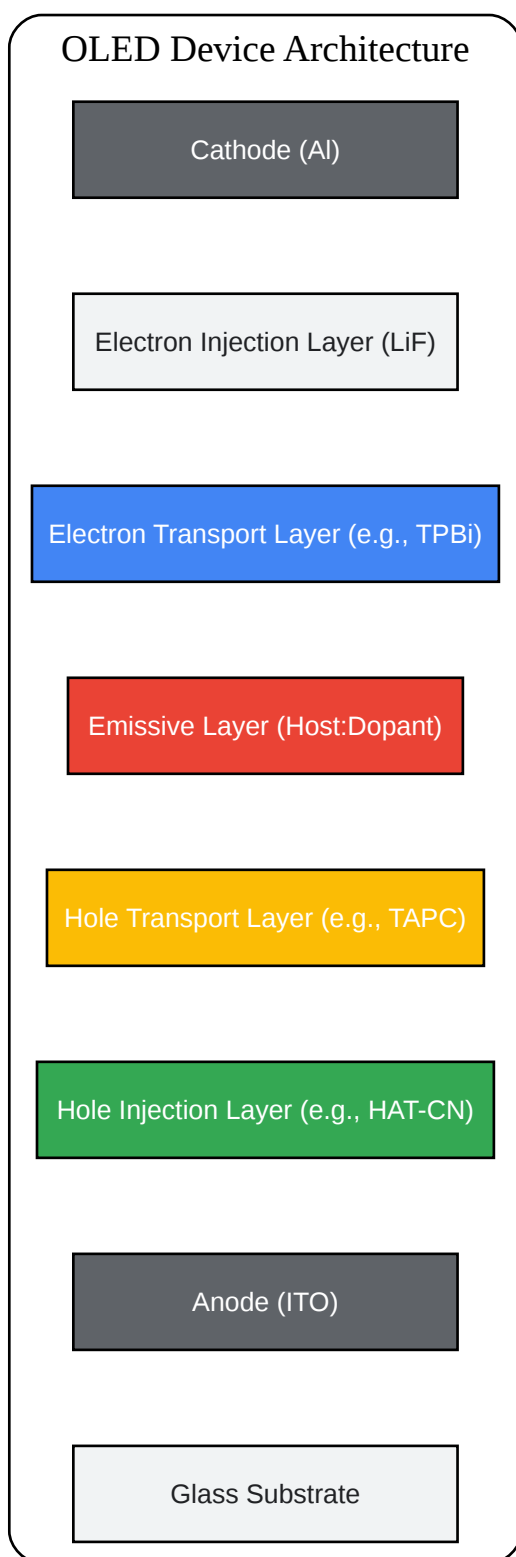 OLED Device Architecture
Cathode (Al)
Electron Injection Layer (LiF)
Electron Transport Layer (e.g., TPBi)
Emissive Layer (Host:Dopant)
Hole Transport Layer (e.g., TAPC)
Hole Injection Layer (e.g., HAT-CN)
Anode (ITO)
Glass Substrate